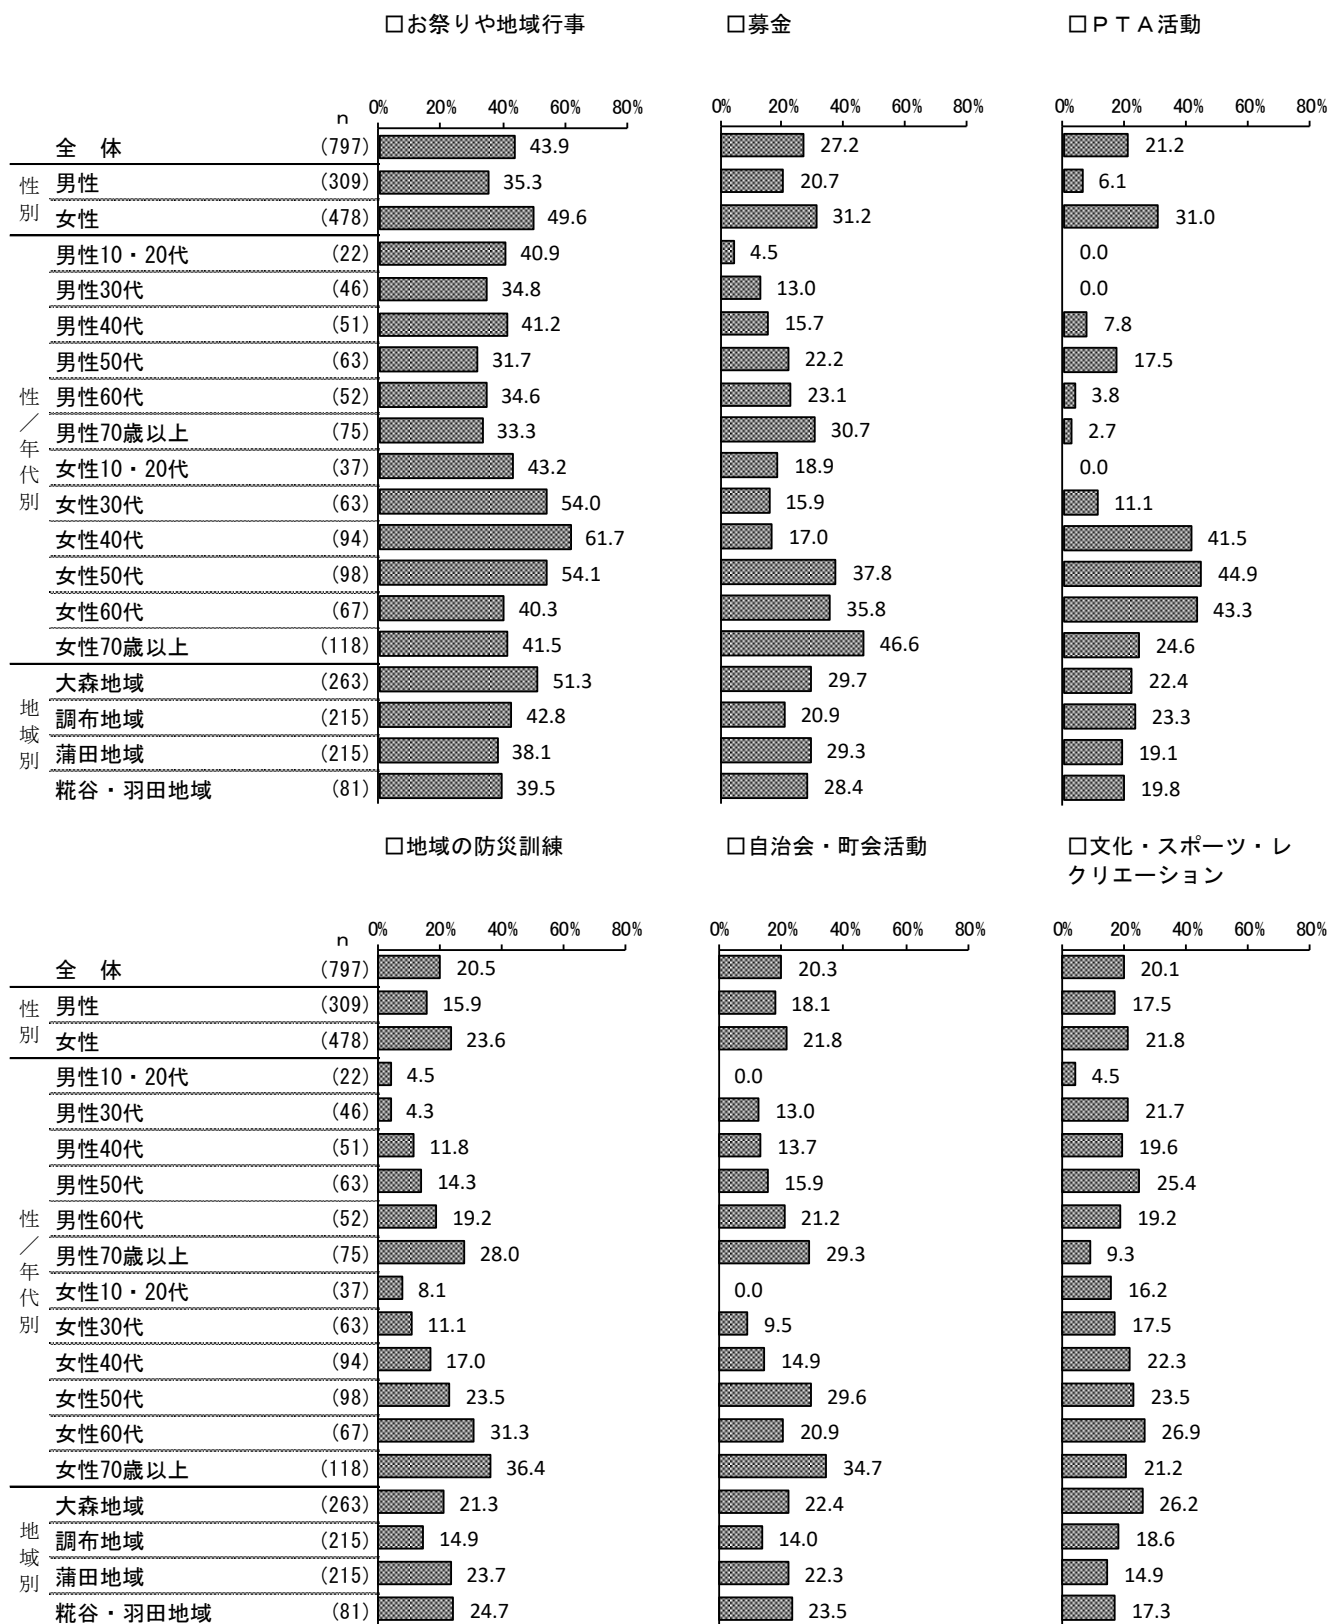 □お祭りや地域行事 □募金 □ＰＴＡ活動
n 0% 20% 40% 60% 80% 0% 20% 40% 60% 80% 0% 20% 40% 60% 80%
全 体 (797) 43.9 27.2 21.2
性別
男性 (309) 35.3 20.7 6.1
女性 (478) 49.6 31.2 31.0
性／年代別
男性10・20代 (22) 40.9 4.5 0.0
男性30代 (46) 34.8 13.0 0.0
男性40代 (51) 41.2 15.7 7.8
男性50代 (63) 31.7 22.2 17.5
男性60代 (52) 34.6 23.1 3.8
男性70歳以上 (75) 33.3 30.7 2.7
女性10・20代 (37) 43.2 18.9 0.0
女性30代 (63) 54.0 15.9 11.1
女性40代 (94) 61.7 17.0 41.5
女性50代 (98) 54.1 37.8 44.9
女性60代 (67) 40.3 35.8 43.3
女性70歳以上 (118) 41.5 46.6 24.6
地域別
大森地域 (263) 51.3 29.7 22.4
調布地域 (215) 42.8 20.9 23.3
蒲田地域 (215) 38.1 29.3 19.1
糀谷・羽田地域 (81) 39.5 28.4 19.8
□地域の防災訓練 □自治会・町会活動 □文化・スポーツ・レ
クリエーション
n 0% 20% 40% 60% 80% 0% 20% 40% 60% 80% 0% 20% 40% 60% 80%
全 体 (797) 20.5 20.3 20.1
性別
男性 (309) 15.9 18.1 17.5
女性 (478) 23.6 21.8 21.8
性／年代別
男性10・20代 (22) 4.5 0.0 4.5
男性30代 (46) 4.3 13.0 21.7
男性40代 (51) 11.8 13.7 19.6
男性50代 (63) 14.3 15.9 25.4
男性60代 (52) 19.2 21.2 19.2
男性70歳以上 (75) 28.0 29.3 9.3
女性10・20代 (37) 8.1 0.0 16.2
女性30代 (63) 11.1 9.5 17.5
女性40代 (94) 17.0 14.9 22.3
女性50代 (98) 23.5 29.6 23.5
女性60代 (67) 31.3 20.9 26.9
女性70歳以上 (118) 36.4 34.7 21.2
地域別
大森地域 (263) 21.3 22.4 26.2
調布地域 (215) 14.9 14.0 18.6
蒲田地域 (215) 23.7 22.3 14.9
糀谷・羽田地域 (81) 24.7 23.5 17.3